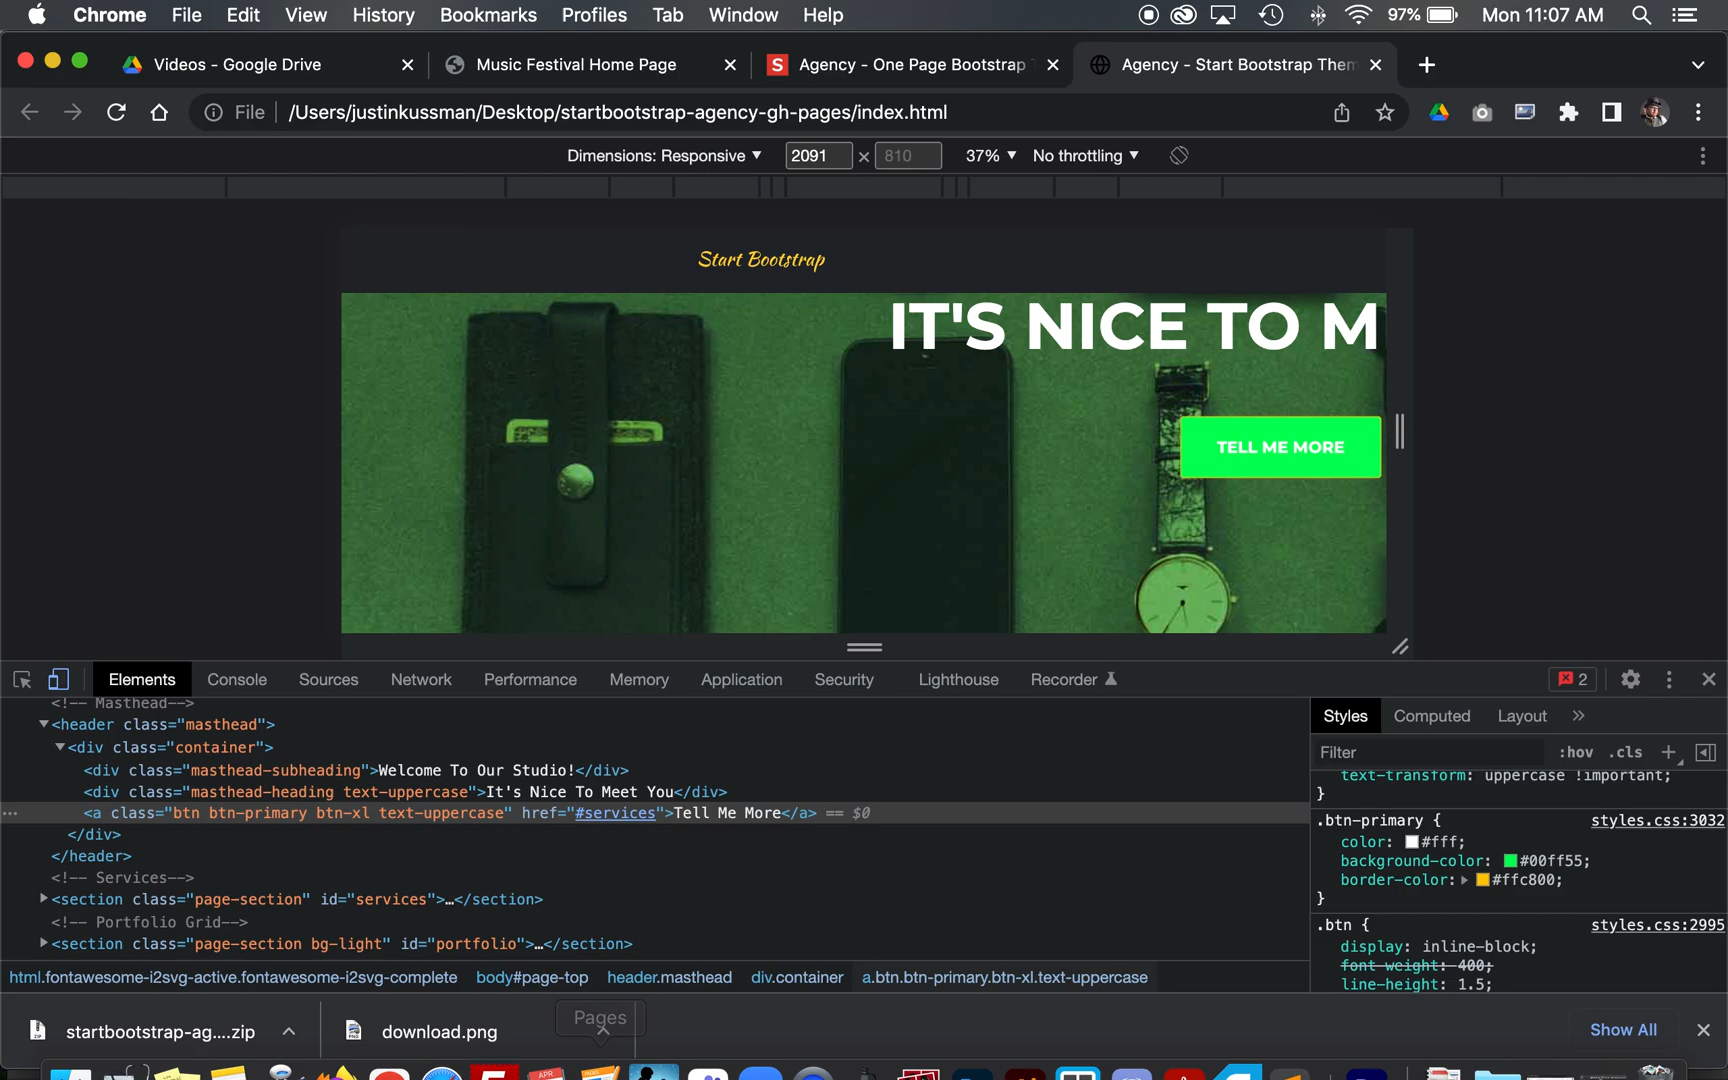 Chrome File Edit View History Bookmarks Profiles Tab Window Help 97% Mon 11:07 AM
Videos - Google Drive Music Festival Home Page Agency - One Page Bootstrap Agency - Start Bootstrap Them
File /Users/justinkussman/Desktop/startbootstrap-agency-gh-pages/index.html
Dimensions: Responsive 2091 × 810 37% No throttling
Start Bootstrap
IT'S NICE TO M
TELL ME MORE
Elements Console Sources Network Performance Memory Application Security Lighthouse Recorder 2
<!-- Masthead-->
<header class="masthead">
<div class="container">
<div class="masthead-subheading">Welcome To Our Studio!</div>
<div class="masthead-heading text-uppercase">It's Nice To Meet You</div>
<a class="btn btn-primary btn-xl text-uppercase" href="#services">Tell Me More</a> == $0
</div>
</header>
<!-- Services-->
<section class="page-section" id="services">…</section>
<!-- Portfolio Grid-->
<section class="page-section bg-light" id="portfolio">…</section>
html.fontawesome-i2svg-active.fontawesome-i2svg-complete body#page-top header.masthead div.container a.btn.btn-primary.btn-xl.text-uppercase
Styles Computed Layout »
Filter :hov .cls +
text-transform: uppercase !important;
}
.btn-primary { styles.css:3032
color: #fff;
background-color: #00ff55;
border-color: #ffc800;
}
.btn { styles.css:2995
display: inline-block;
font-weight: 400;
line-height: 1.5;
startbootstrap-ag....zip download.png Pages Show All
APR